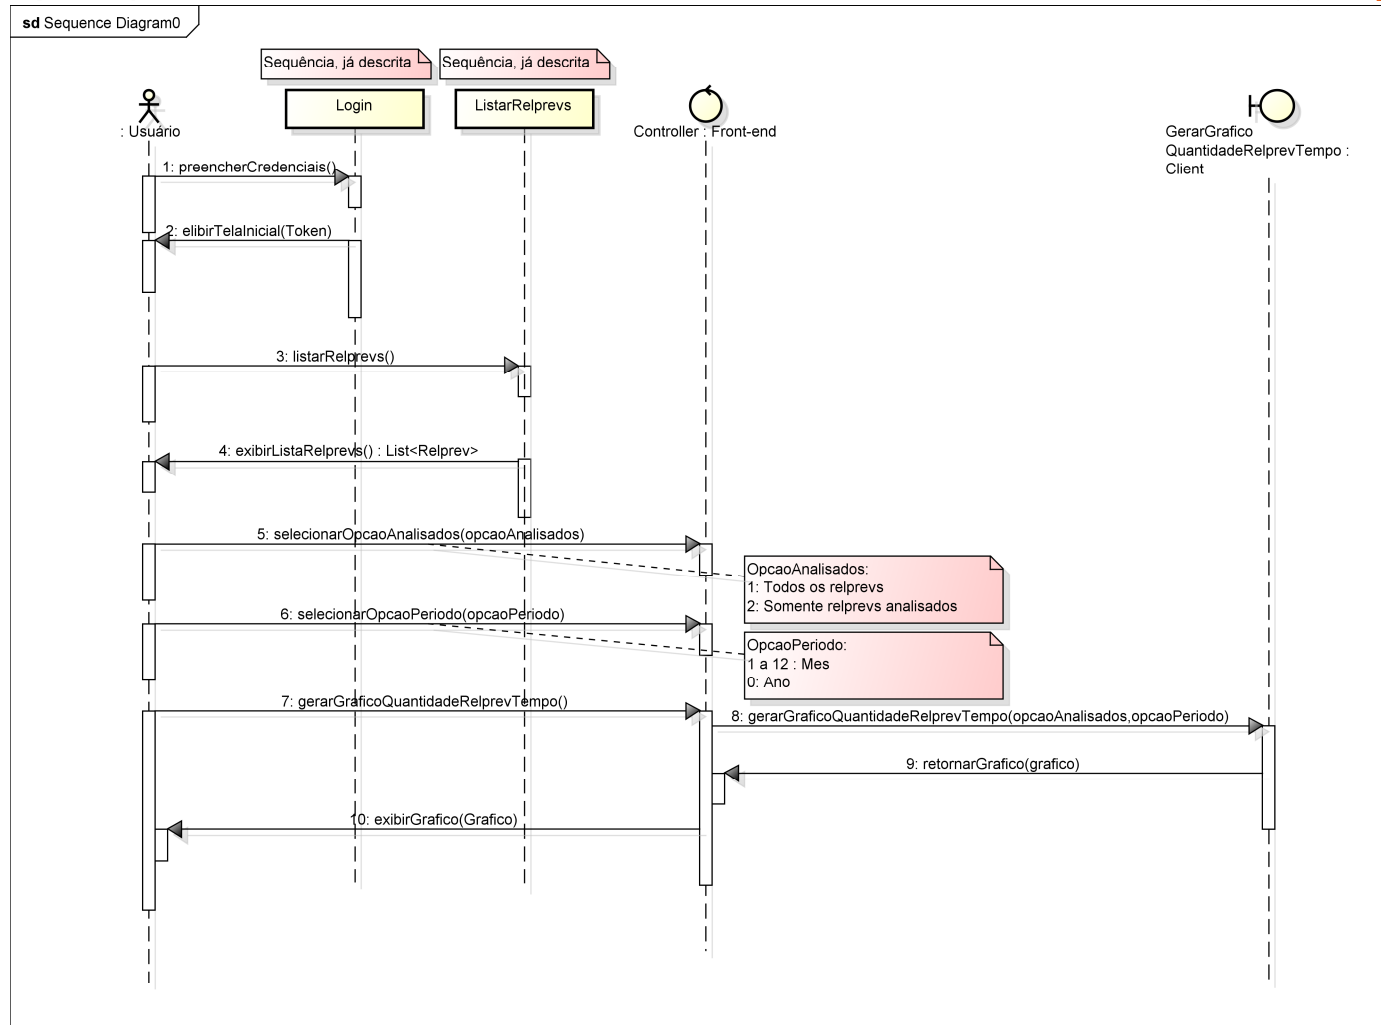 sd Sequence Diagram0
Sequência, já descrita
Sequência, já descrita
Login
ListarRelprevs
: Usuário
Controller : Front-end
GerarGrafico
QuantidadeRelprevTempo :
Client
1: preencherCredenciais()
2: elibirTelaInicial(Token)
3: listarRelprevs()
4: exibirListaRelprevs() : List<Relprev>
5: selecionarOpcaoAnalisados(opcaoAnalisados)
OpcaoAnalisados:
1: Todos os relprevs
2: Somente relprevs analisados
6: selecionarOpcaoPeriodo(opcaoPeriodo)
OpcaoPeriodo:
1 a 12 : Mes
0: Ano
7: gerarGraficoQuantidadeRelprevTempo()
8: gerarGraficoQuantidadeRelprevTempo(opcaoAnalisados,opcaoPeriodo)
9: retornarGrafico(grafico)
10: exibirGrafico(Grafico)